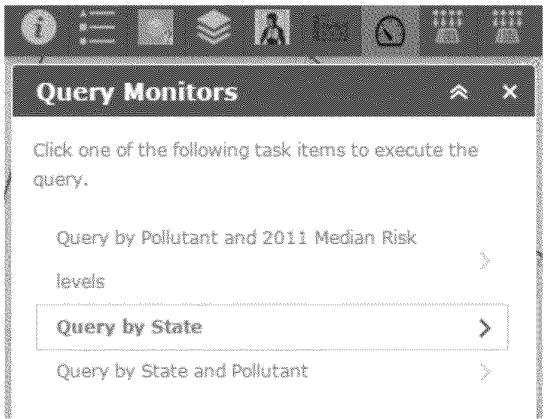 Query Monitors
Click one of the following task items to execute the
query.
Query by Pollutant and 2011 Median Risk
levels
Query by State
Query by State and Pollutant